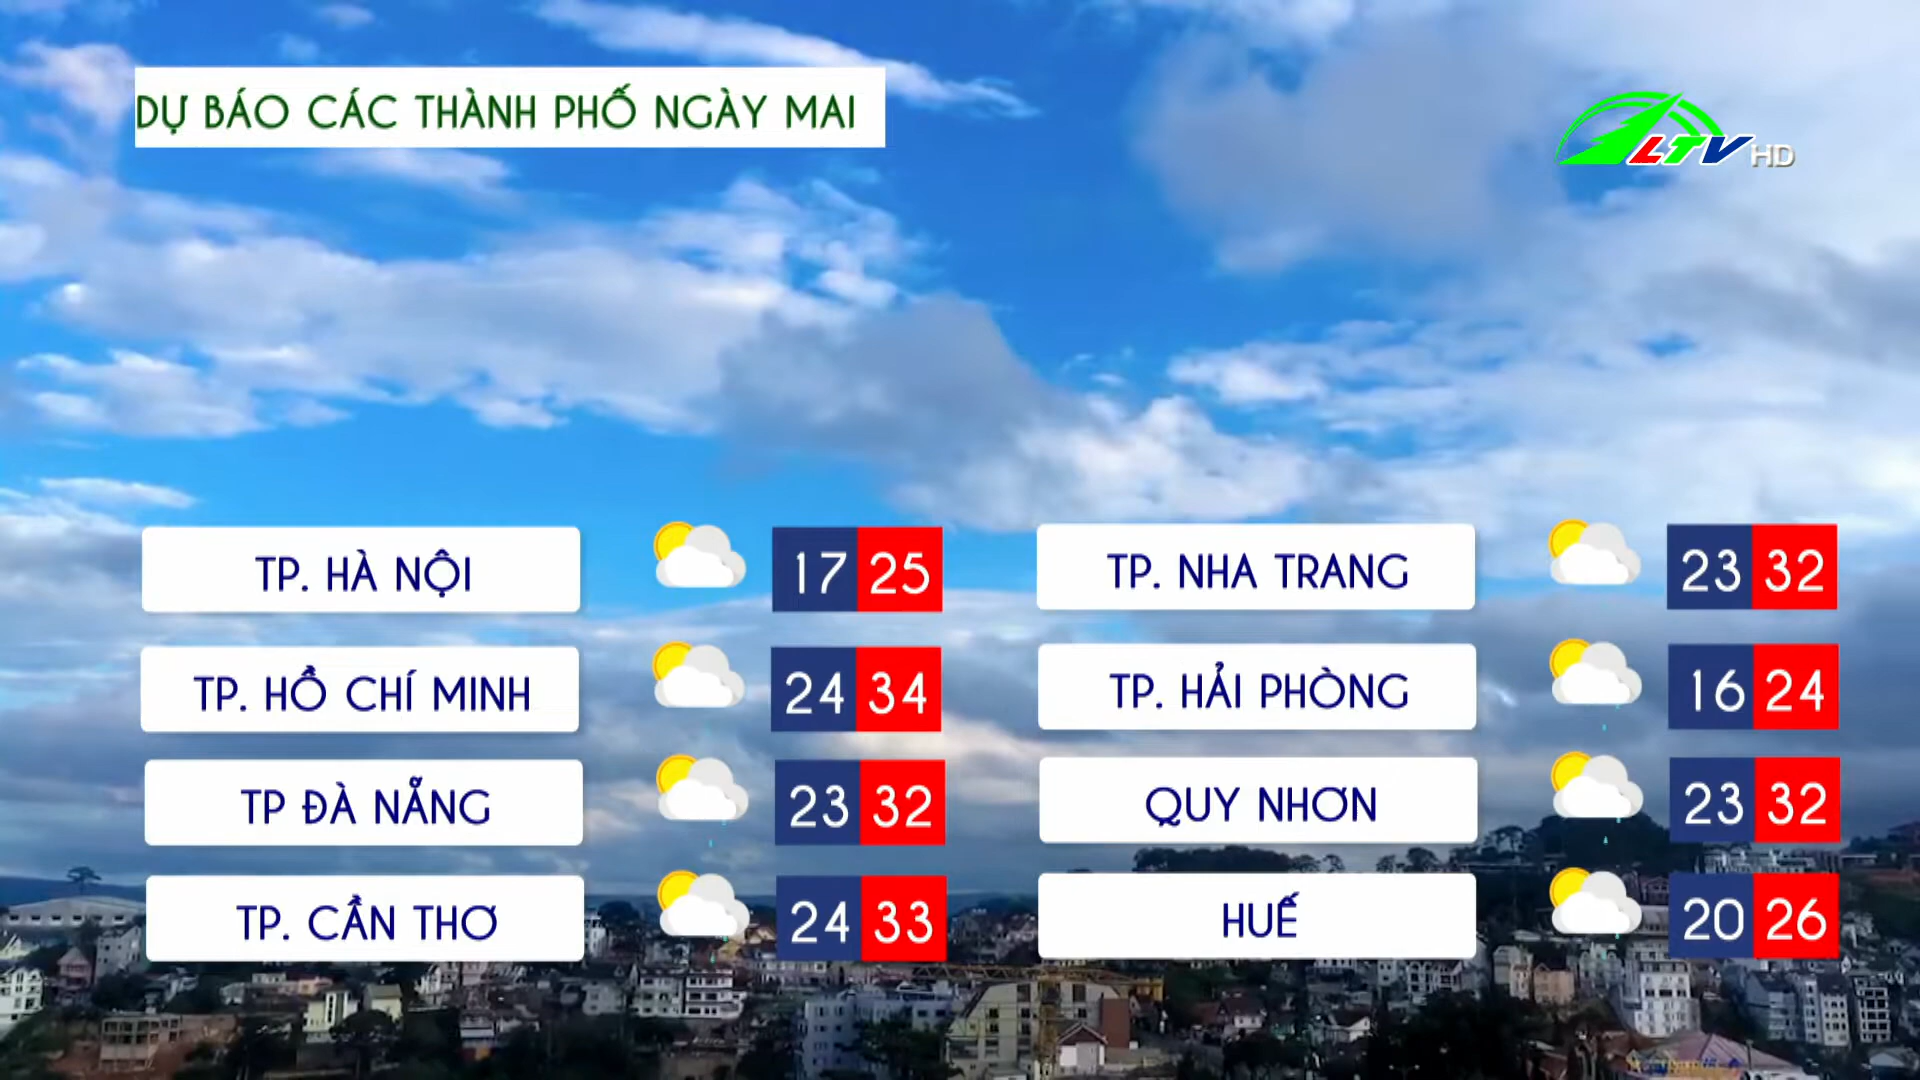 DỰ BÁO CÁC THÀNH PHỐ NGÀY MAI
LTV HD
TP. HÀ NỘI 17 25
TP. HỒ CHÍ MINH 24 34
TP ĐÀ NẴNG 23 32
TP. CẦN THƠ 24 33
TP. NHA TRANG 23 32
TP. HẢI PHÒNG 16 24
QUY NHƠN 23 32
HUẾ 20 26